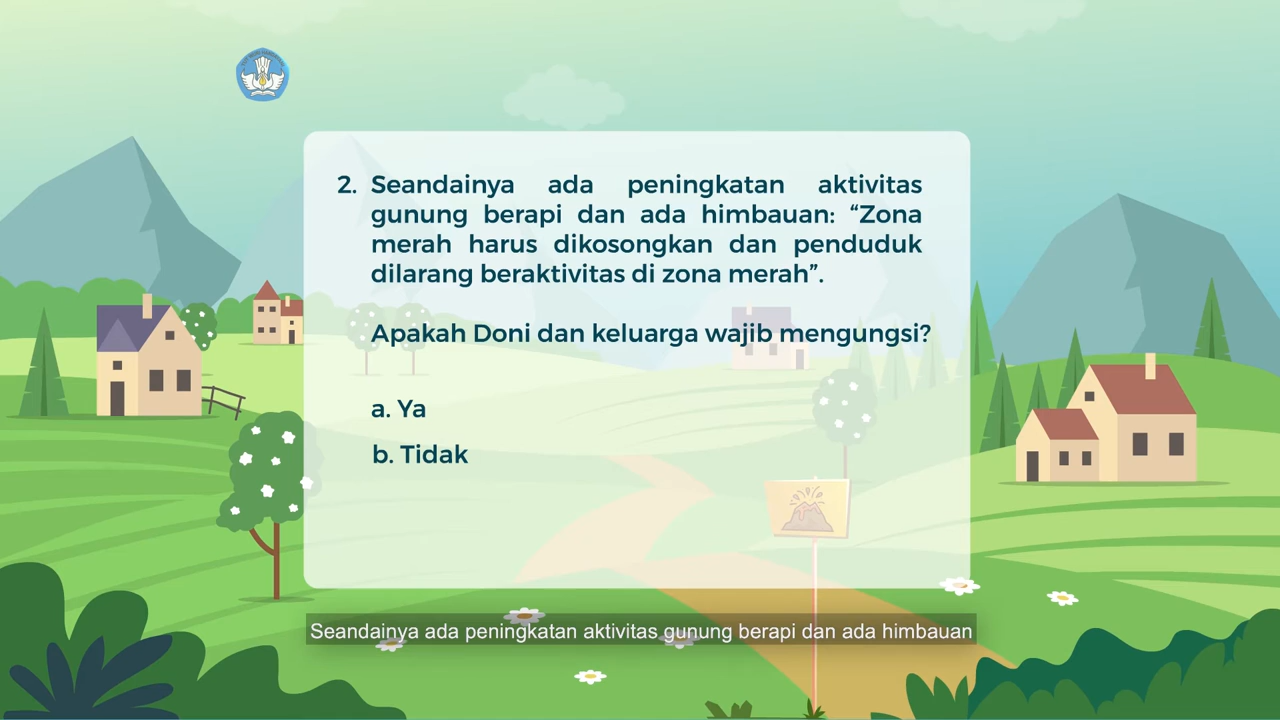 2. Seandainya ada peningkatan aktivitas
gunung berapi dan ada himbauan: “Zona
merah harus dikosongkan dan penduduk
dilarang beraktivitas di zona merah”.
Apakah Doni dan keluarga wajib mengungsi?
a. Ya
b. Tidak
Seandainya ada peningkatan aktivitas gunung berapi dan ada himbauan